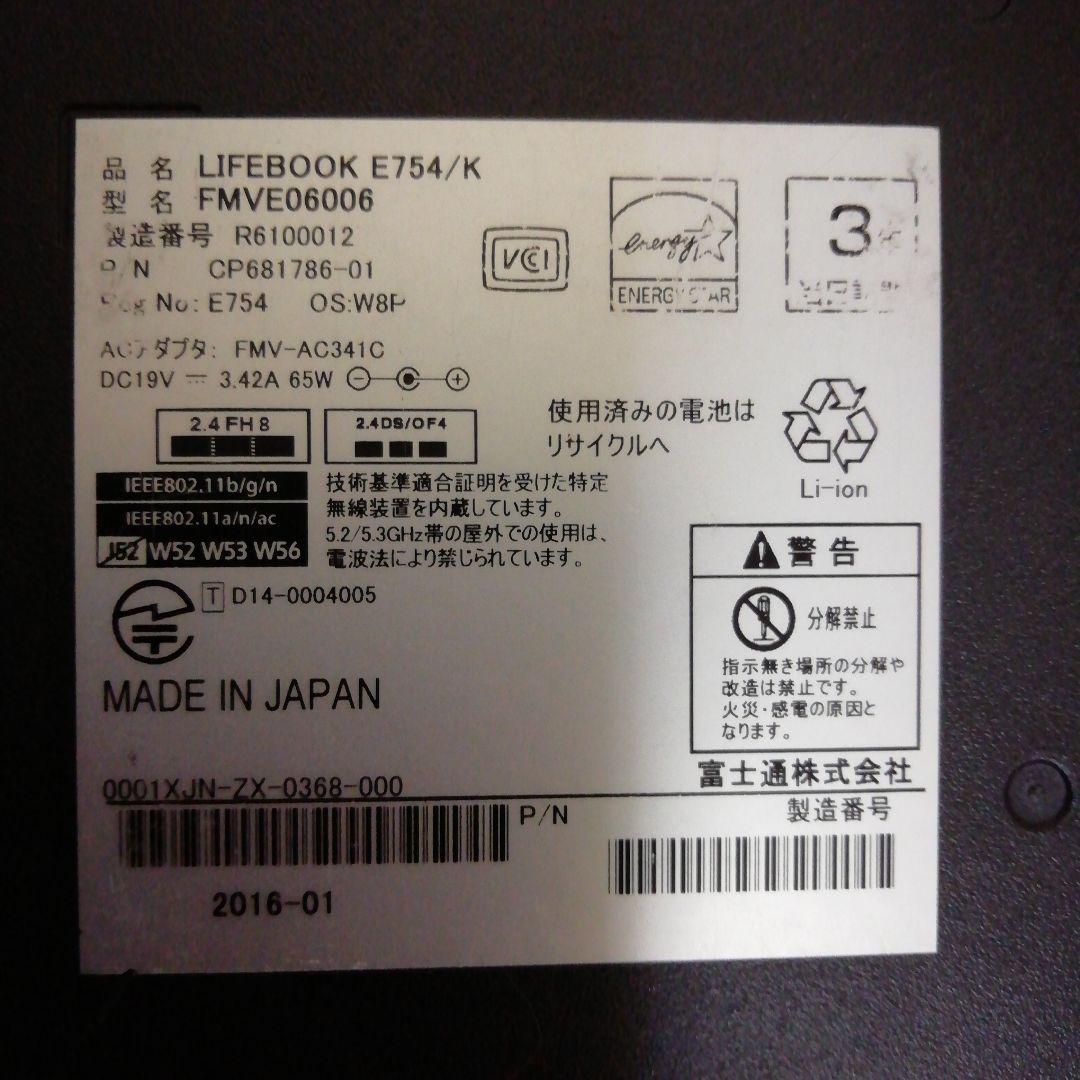 品 名 LIFEBOOK E754/K
型 名 FMVE06006
製造番号 R6100012
P/N CP681786-01
Reg No.: E754 OS:W8P
VCCI
energy
ENERGY STAR
3年
ACアダプタ: FMV-AC341C
DC19V ⎓ 3.42A 65W
2.4FH8
2.4DS/OF4
使用済みの電池は
リサイクルへ
Li-ion
IEEE802.11b/g/n
IEEE802.11a/n/ac
J52 W52 W53 W56
技術基準適合証明を受けた特定
無線装置を内蔵しています。
5.2/5.3GHz帯の屋外での使用は、
電波法により禁じられています。
T D14-0004005
MADE IN JAPAN
警告
分解禁止
指示無き場所の分解や
改造は禁止です。
火災・感電の原因と
なります。
富士通株式会社
0001XJN-ZX-0368-000
P/N
製造番号
2016-01